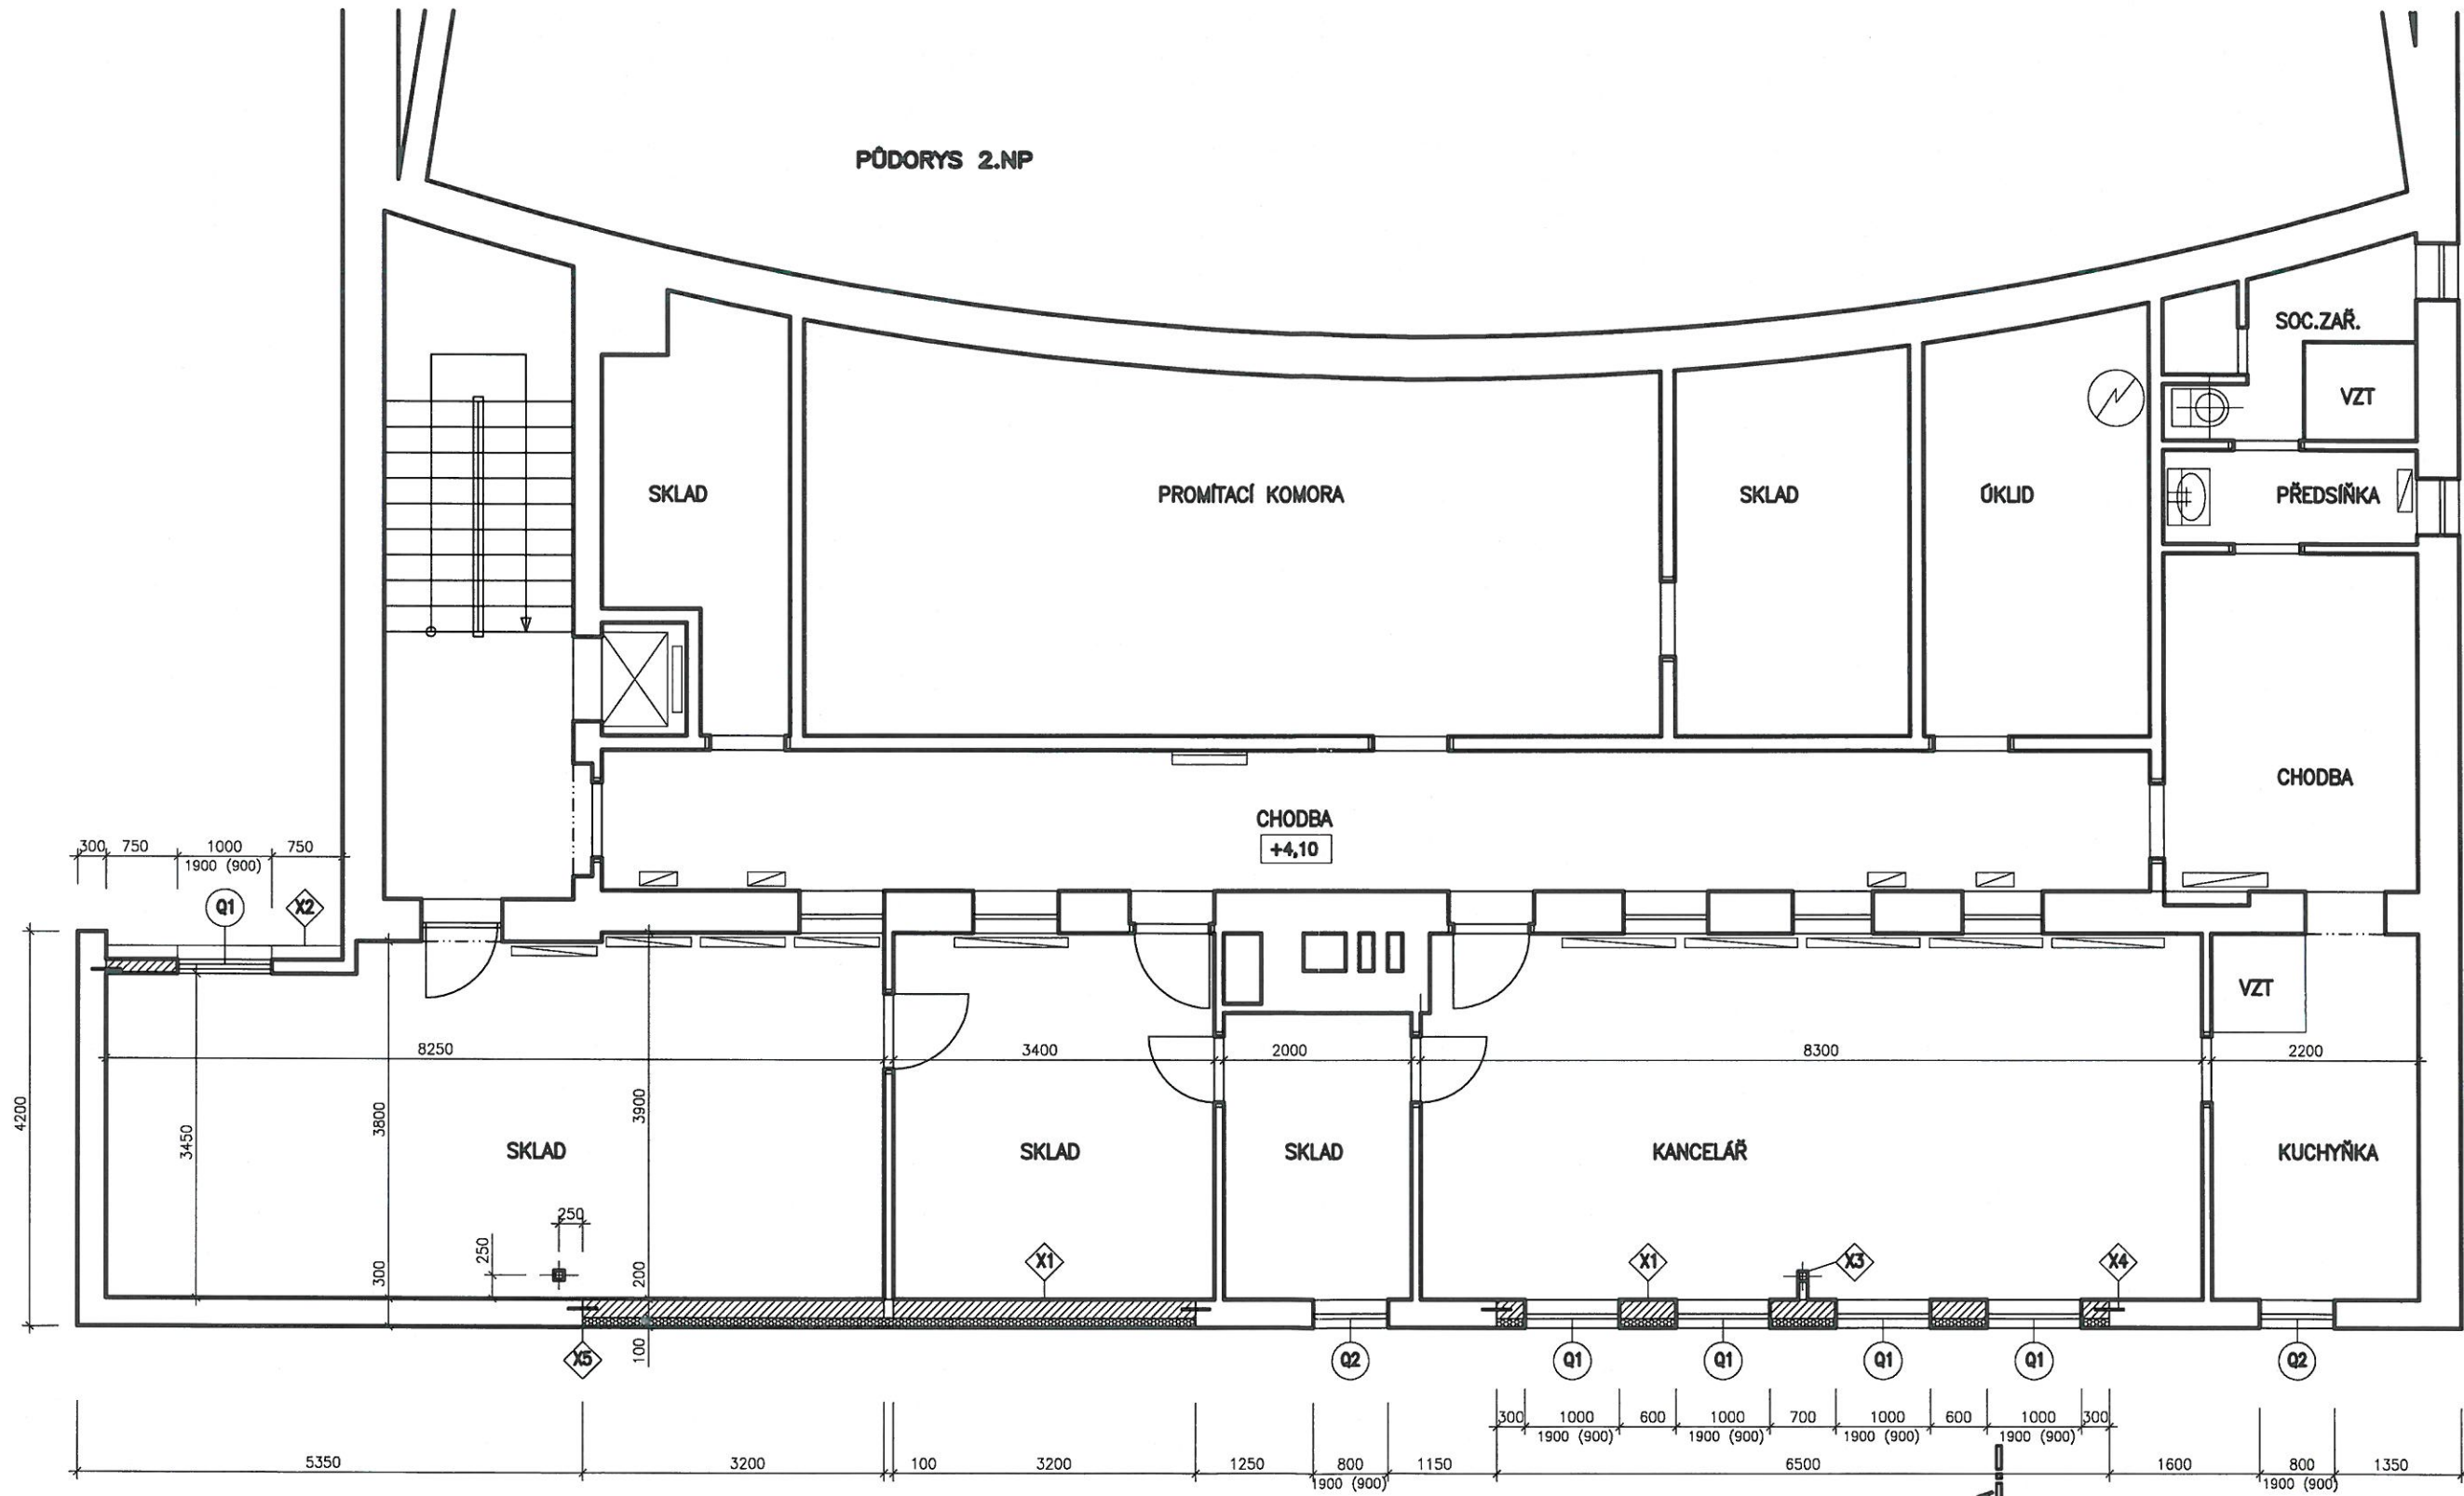 PŮDORYS 2.NP
SOC.ZAŘ.
VZT
SKLAD
PROMÍTACÍ KOMORA
SKLAD
ÚKLID
PŘEDSÍŇKA
CHODBA
CHODBA
+4,10
300 750 1000 750
1900 (900)
Q1 X2
VZT
8250 3400 2000 8300 2200
4200 3450 3800 3900
SKLAD SKLAD SKLAD KANCELÁŘ KUCHYŇKA
250
250 300 200
X1 X1 X3 X4
X5 100 Q2 Q1 Q1 Q1 Q1 Q2
300 1000 600 1000 700 1000 600 1000 300
1900 (900) 1900 (900) 1900 (900) 1900 (900)
5350 3200 100 3200 1250 800 1150 6500 1600 800 1350
1900 (900) 1900 (900)